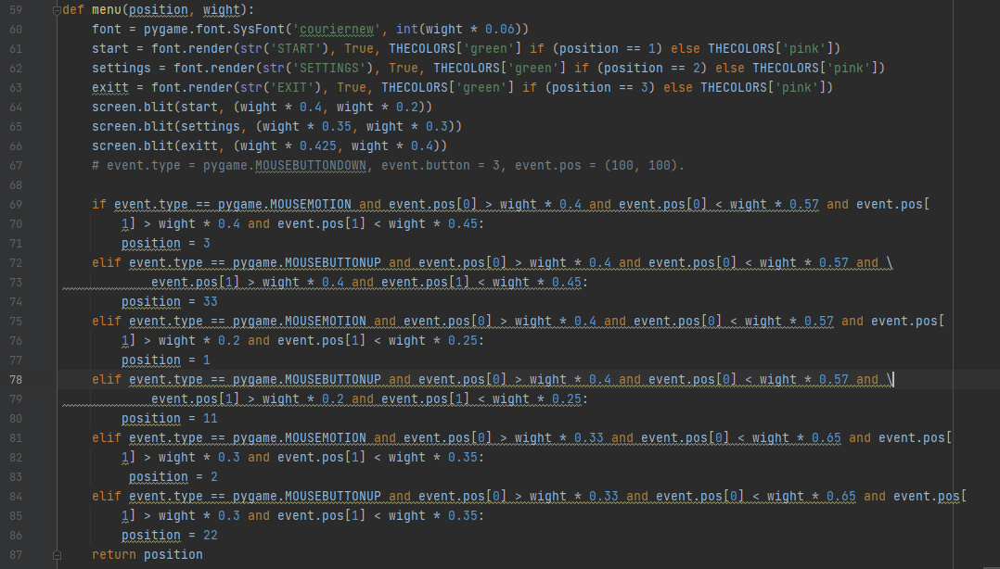 59 def menu(position, wight):
60     font = pygame.font.SysFont('couriernew', int(wight * 0.06))
61     start = font.render(str('START'), True, THECOLORS['green'] if (position == 1) else THECOLORS['pink'])
62     settings = font.render(str('SETTINGS'), True, THECOLORS['green'] if (position == 2) else THECOLORS['pink'])
63     exitt = font.render(str('EXIT'), True, THECOLORS['green'] if (position == 3) else THECOLORS['pink'])
64     screen.blit(start, (wight * 0.4, wight * 0.2))
65     screen.blit(settings, (wight * 0.35, wight * 0.3))
66     screen.blit(exitt, (wight * 0.425, wight * 0.4))
67     # event.type = pygame.MOUSEBUTTONDOWN, event.button = 3, event.pos = (100, 100).
68
69     if event.type == pygame.MOUSEMOTION and event.pos[0] > wight * 0.4 and event.pos[0] < wight * 0.57 and event.pos[
70         1] > wight * 0.4 and event.pos[1] < wight * 0.45:
71         position = 3
72     elif event.type == pygame.MOUSEBUTTONUP and event.pos[0] > wight * 0.4 and event.pos[0] < wight * 0.57 and \
73             event.pos[1] > wight * 0.4 and event.pos[1] < wight * 0.45:
74         position = 33
75     elif event.type == pygame.MOUSEMOTION and event.pos[0] > wight * 0.4 and event.pos[0] < wight * 0.57 and event.pos[
76         1] > wight * 0.2 and event.pos[1] < wight * 0.25:
77         position = 1
78     elif event.type == pygame.MOUSEBUTTONUP and event.pos[0] > wight * 0.4 and event.pos[0] < wight * 0.57 and \
79             event.pos[1] > wight * 0.2 and event.pos[1] < wight * 0.25:
80         position = 11
81     elif event.type == pygame.MOUSEMOTION and event.pos[0] > wight * 0.33 and event.pos[0] < wight * 0.65 and event.pos[
82         1] > wight * 0.3 and event.pos[1] < wight * 0.35:
83          position = 2
84     elif event.type == pygame.MOUSEBUTTONUP and event.pos[0] > wight * 0.33 and event.pos[0] < wight * 0.65 and event.pos[
85         1] > wight * 0.3 and event.pos[1] < wight * 0.35:
86         position = 22
87     return position